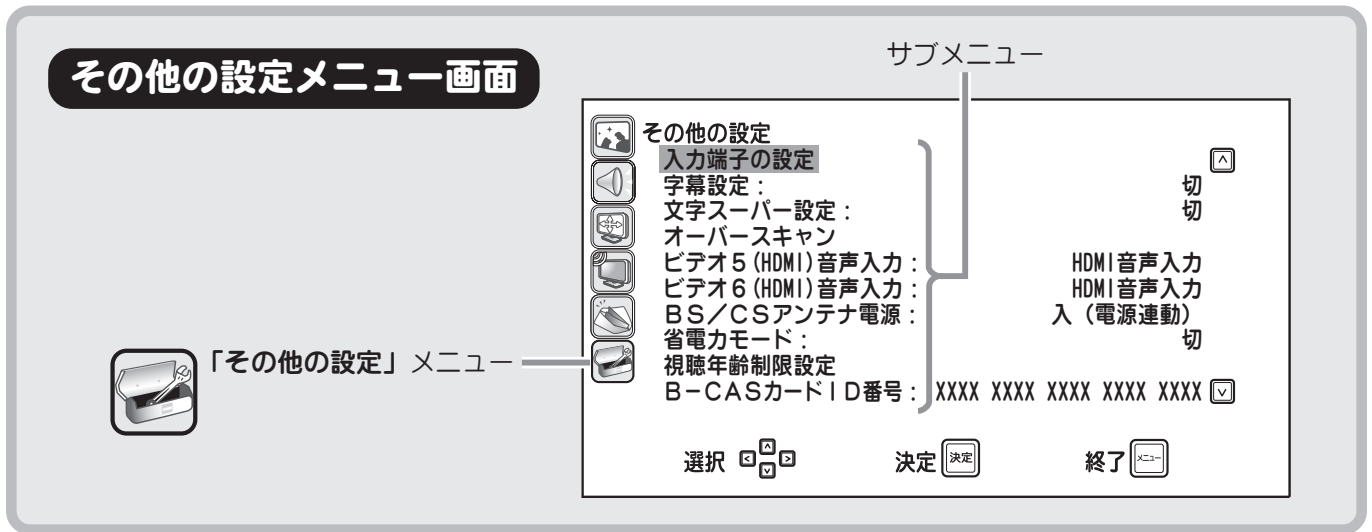 その他の設定メニュー画面
サブメニュー
その他の設定
入力端子の設定
字幕設定： 切
文字スーパー設定： 切
オーバースキャン
ビデオ５(HDMI)音声入力： HDMI音声入力
ビデオ６(HDMI)音声入力： HDMI音声入力
ＢＳ／ＣＳアンテナ電源： 入（電源連動）
省電力モード： 切
視聴年齢制限設定
Ｂ－ＣＡＳカードＩＤ番号： XXXX XXXX XXXX XXXX XXXX
「その他の設定」メニュー
選択 決定 決定 終了 メニュー